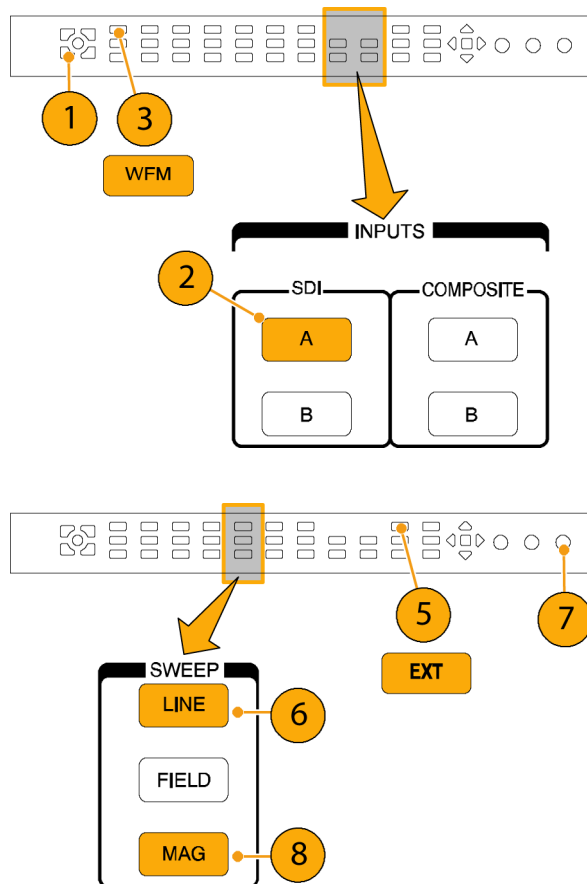 1
3
WFM
INPUTS
2
SDI
COMPOSITE
A
A
B
B
5
7
EXT
SWEEP
LINE
6
FIELD
MAG
8